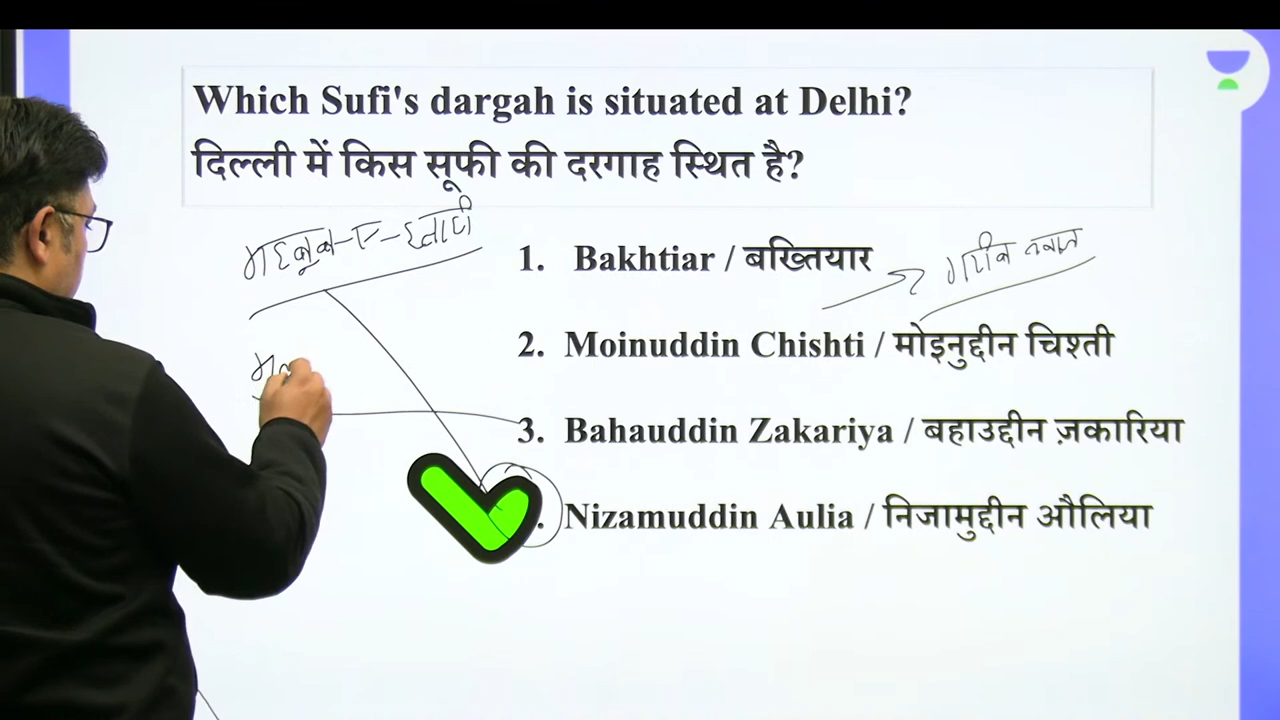 Which Sufi's dargah is situated at Delhi?
दिल्ली में किस सूफी की दरगाह स्थित है?
1. Bakhtiar / बख्तियार
2. Moinuddin Chishti / मोइनुद्दीन चिश्ती
3. Bahauddin Zakariya / बहाउद्दीन ज़कारिया
. Nizamuddin Aulia / निजामुद्दीन औलिया